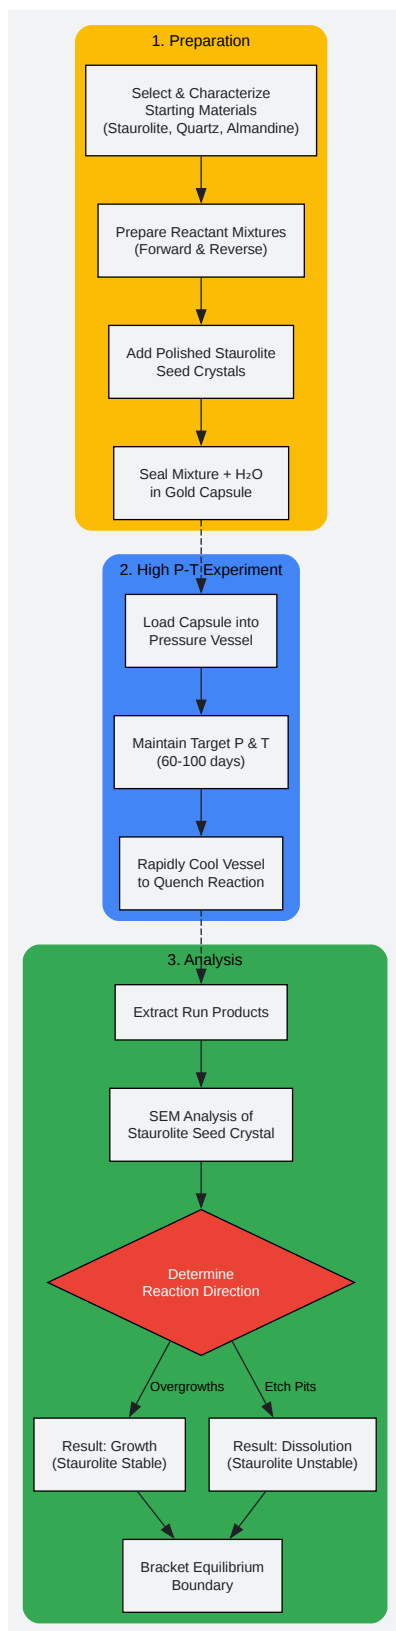 1. Preparation
Select & Characterize
Starting Materials
(Staurolite, Quartz, Almandine)
Prepare Reactant Mixtures
(Forward & Reverse)
Add Polished Staurolite
Seed Crystals
Seal Mixture + H₂O
in Gold Capsule
2. High P-T Experiment
Load Capsule into
Pressure Vessel
Maintain Target P & T
(60-100 days)
Rapidly Cool Vessel
to Quench Reaction
3. Analysis
Extract Run Products
SEM Analysis of
Staurolite Seed Crystal
Determine
Reaction Direction
Overgrowths
Etch Pits
Result: Growth
(Staurolite Stable)
Result: Dissolution
(Staurolite Unstable)
Bracket Equilibrium
Boundary